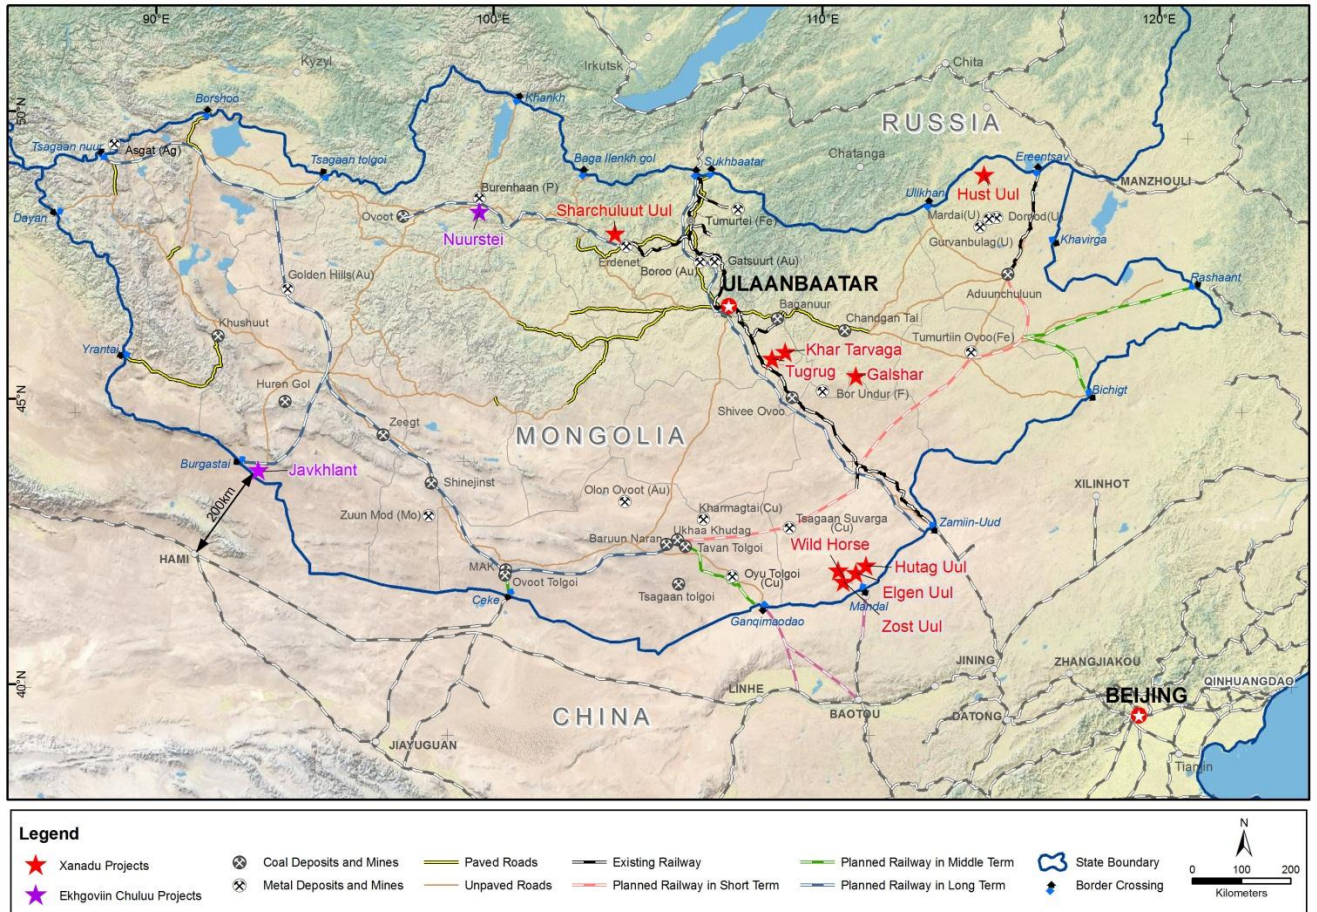 90°E
100°E
110°E
120°E
50°N
45°N
40°N
50°N
45°N
40°N
Kyzyl
Irkutsk
Chita
RUSSIA
Chatanga
MANZHOULI
Borshoo
Khankh
Tsagaan nuur
Asgat (Ag)
Tsagaan tolgoi
Baga Ilenkh gol
Sukhbaatar
Ereentsav
Ulikhan
Hust Uul
Dayan
Ovoot
Burenhaan (P)
Nuurstei
Sharchuluut Uul
Tumurtei (Fe)
Mardai(U)
Dornod(U)
Gurvanbulag(U)
Khavirga
Erdenet
Boroo (Au)
Gatsuurt (Au)
Golden Hills(Au)
ULAANBAATAR
Aduunchuluun
Rashaant
Khushuut
Baganuur
Chandgan Tal
Tumurtiin Ovoo(Fe)
Yrantai
Khar Tarvaga
Tugrug
Galshar
Huren Gol
Bor Undur (F)
Bichigt
Shivee Ovoo
Zeegt
MONGOLIA
Burgastai
Javkhlant
200km
Shinejinst
Olon Ovoot (Au)
XILINHOT
Zuun Mod (Mo)
Kharmagtai(Cu)
Tsagaan Suvarga
(Cu)
Zamiin-Uud
Ukhaa Khudag
Baruun Naran
Tavan Tolgoi
HAMI
Wild Horse
Hutag Uul
MAK
Ovoot Tolgoi
Oyu Tolgoi
(Cu)
Elgen Uul
Tsagaan tolgoi
Ceke
Mandal
Ganqimaodao
Zost Uul
JINING
ZHANGJIAKOU
QINHUANGDAO
LINHE
BEIJING
BAOTOU
DATONG
CHINA
JIAYUGUAN
Tianjin
Legend
Xanadu Projects
Ekhgoviin Chuluu Projects
Coal Deposits and Mines
Metal Deposits and Mines
Paved Roads
Unpaved Roads
Existing Railway
Planned Railway in Short Term
Planned Railway in Middle Term
Planned Railway in Long Term
State Boundary
Border Crossing
N
0 100 200
Kilometers